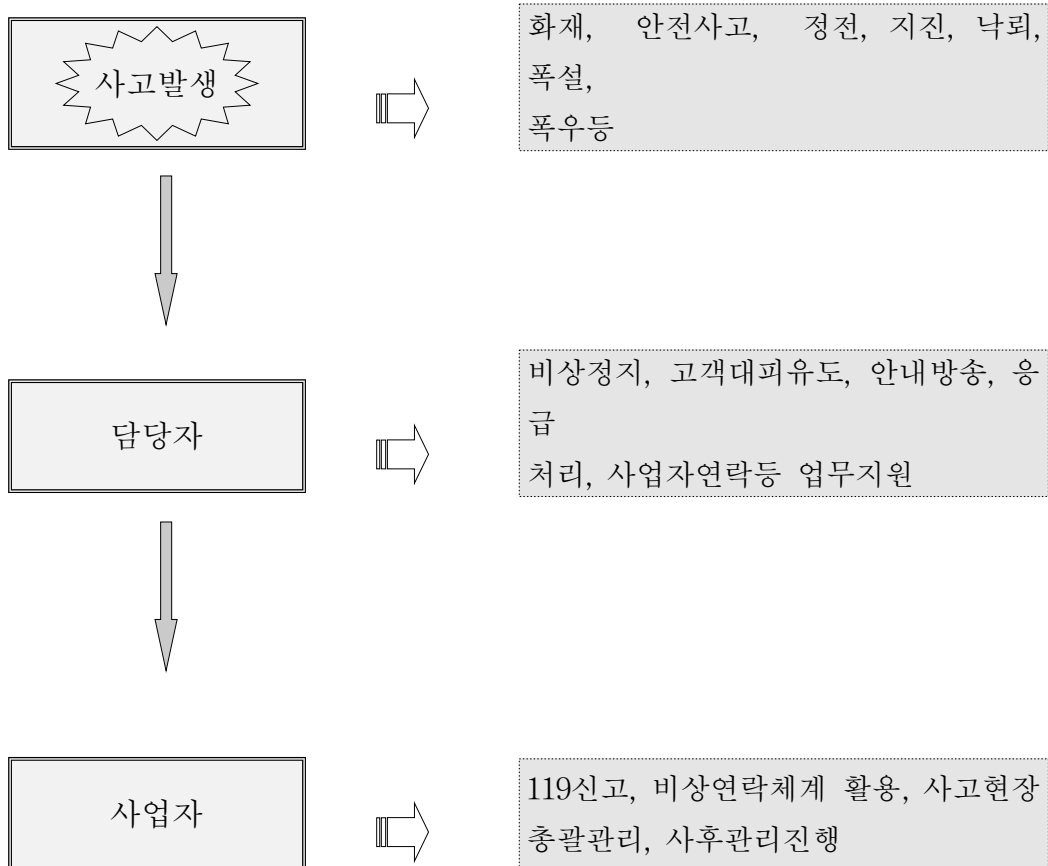 사고발생
화재, 안전사고, 정전, 지진, 낙뢰,
폭설,
폭우등
담당자
비상정지, 고객대피유도, 안내방송, 응
급
처리, 사업자연락등 업무지원
사업자
119신고, 비상연락체계 활용, 사고현장
총괄관리, 사후관리진행